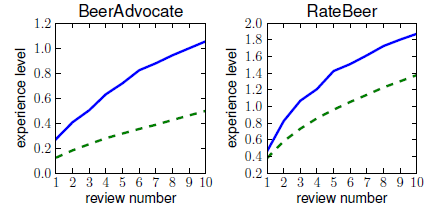 BeerAdvocate
experience level
1.2
1.0
0.8
0.6
0.4
0.2
0.0
1 2 3 4 5 6 7 8 9 10
review number
RateBeer
experience level
2.0
1.8
1.6
1.4
1.2
1.0
0.8
0.6
0.4
0.2
1 2 3 4 5 6 7 8 9 10
review number